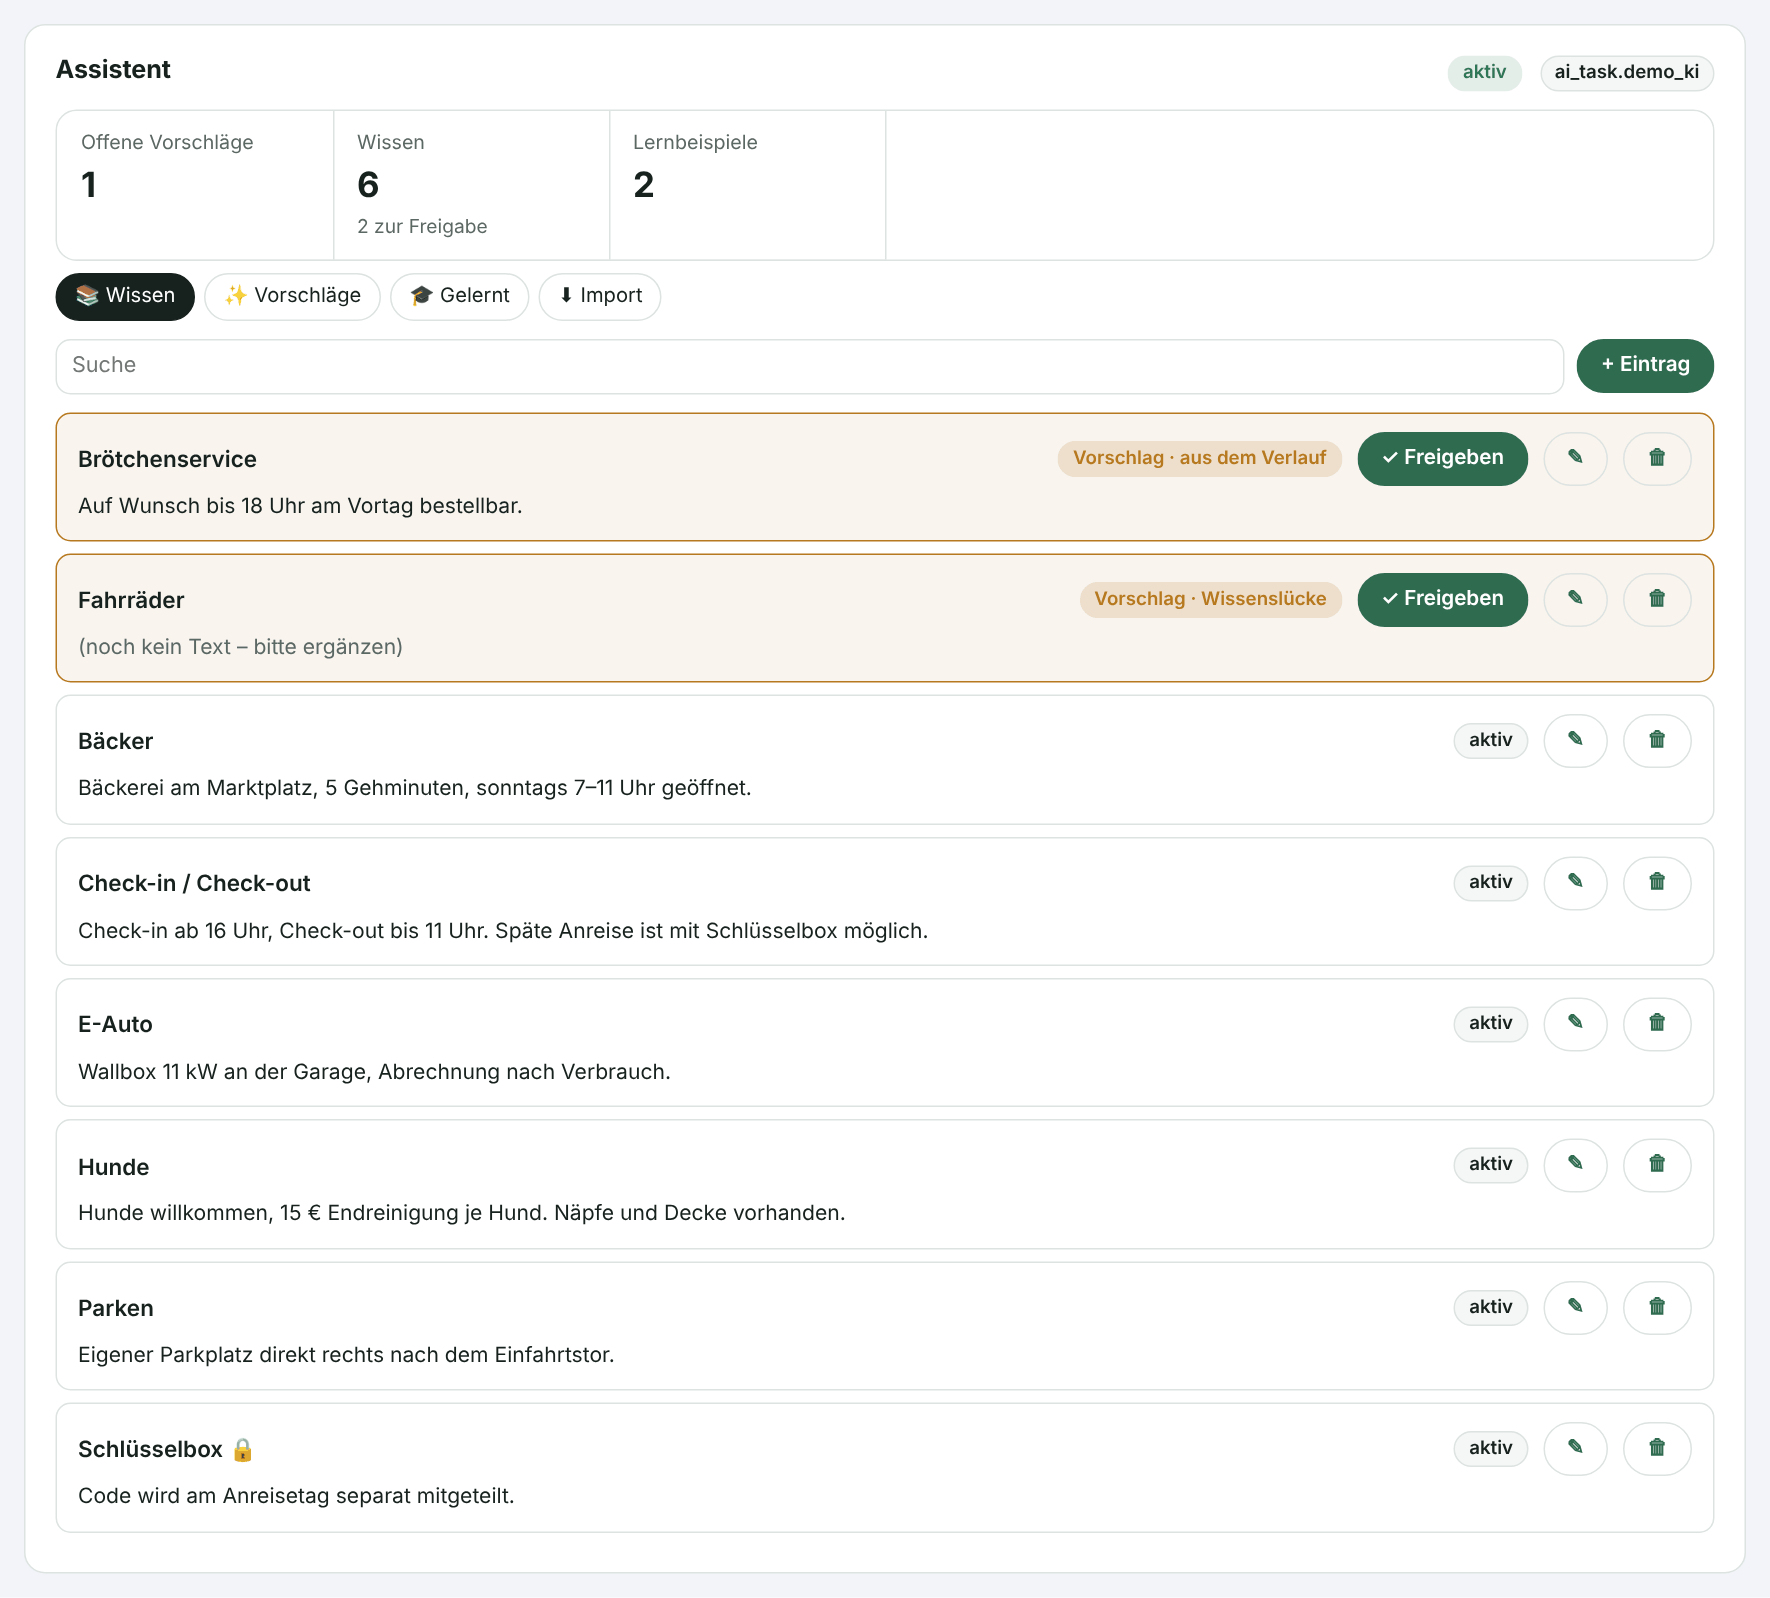 Assistent
aktiv
ai_task.demo_ki
Offene Vorschläge
1
Wissen
6
2 zur Freigabe
Lernbeispiele
2
📚 Wissen
✨ Vorschläge
🎓 Gelernt
⬇ Import
Suche
+ Eintrag
Brötchenservice
Vorschlag · aus dem Verlauf
✓ Freigeben
Auf Wunsch bis 18 Uhr am Vortag bestellbar.
Fahrräder
Vorschlag · Wissenslücke
✓ Freigeben
(noch kein Text – bitte ergänzen)
Bäcker
aktiv
Bäckerei am Marktplatz, 5 Gehminuten, sonntags 7–11 Uhr geöffnet.
Check-in / Check-out
aktiv
Check-in ab 16 Uhr, Check-out bis 11 Uhr. Späte Anreise ist mit Schlüsselbox möglich.
E-Auto
aktiv
Wallbox 11 kW an der Garage, Abrechnung nach Verbrauch.
Hunde
aktiv
Hunde willkommen, 15 € Endreinigung je Hund. Näpfe und Decke vorhanden.
Parken
aktiv
Eigener Parkplatz direkt rechts nach dem Einfahrtstor.
Schlüsselbox 🔒
aktiv
Code wird am Anreisetag separat mitgeteilt.